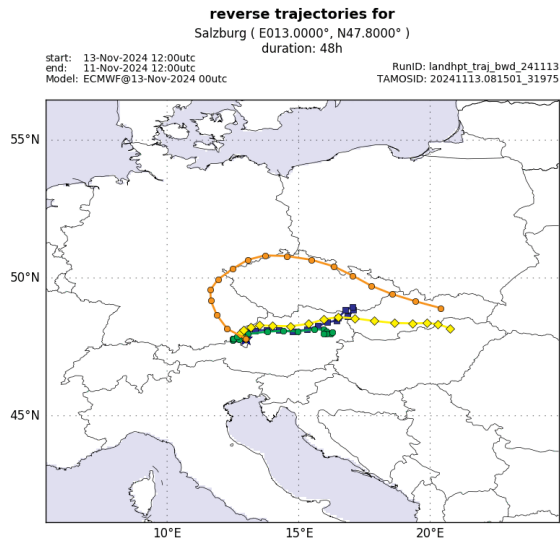 reverse trajectories for
Salzburg ( E013.0000°, N47.8000° )
duration: 48h
start: 13-Nov-2024 12:00utc
end: 11-Nov-2024 12:00utc
Model: ECMWF@13-Nov-2024 00utc
RunID: landhpt_traj_bwd_241113
TAMOSID: 20241113.081501_31975
55°N
50°N
45°N
10°E 15°E 20°E